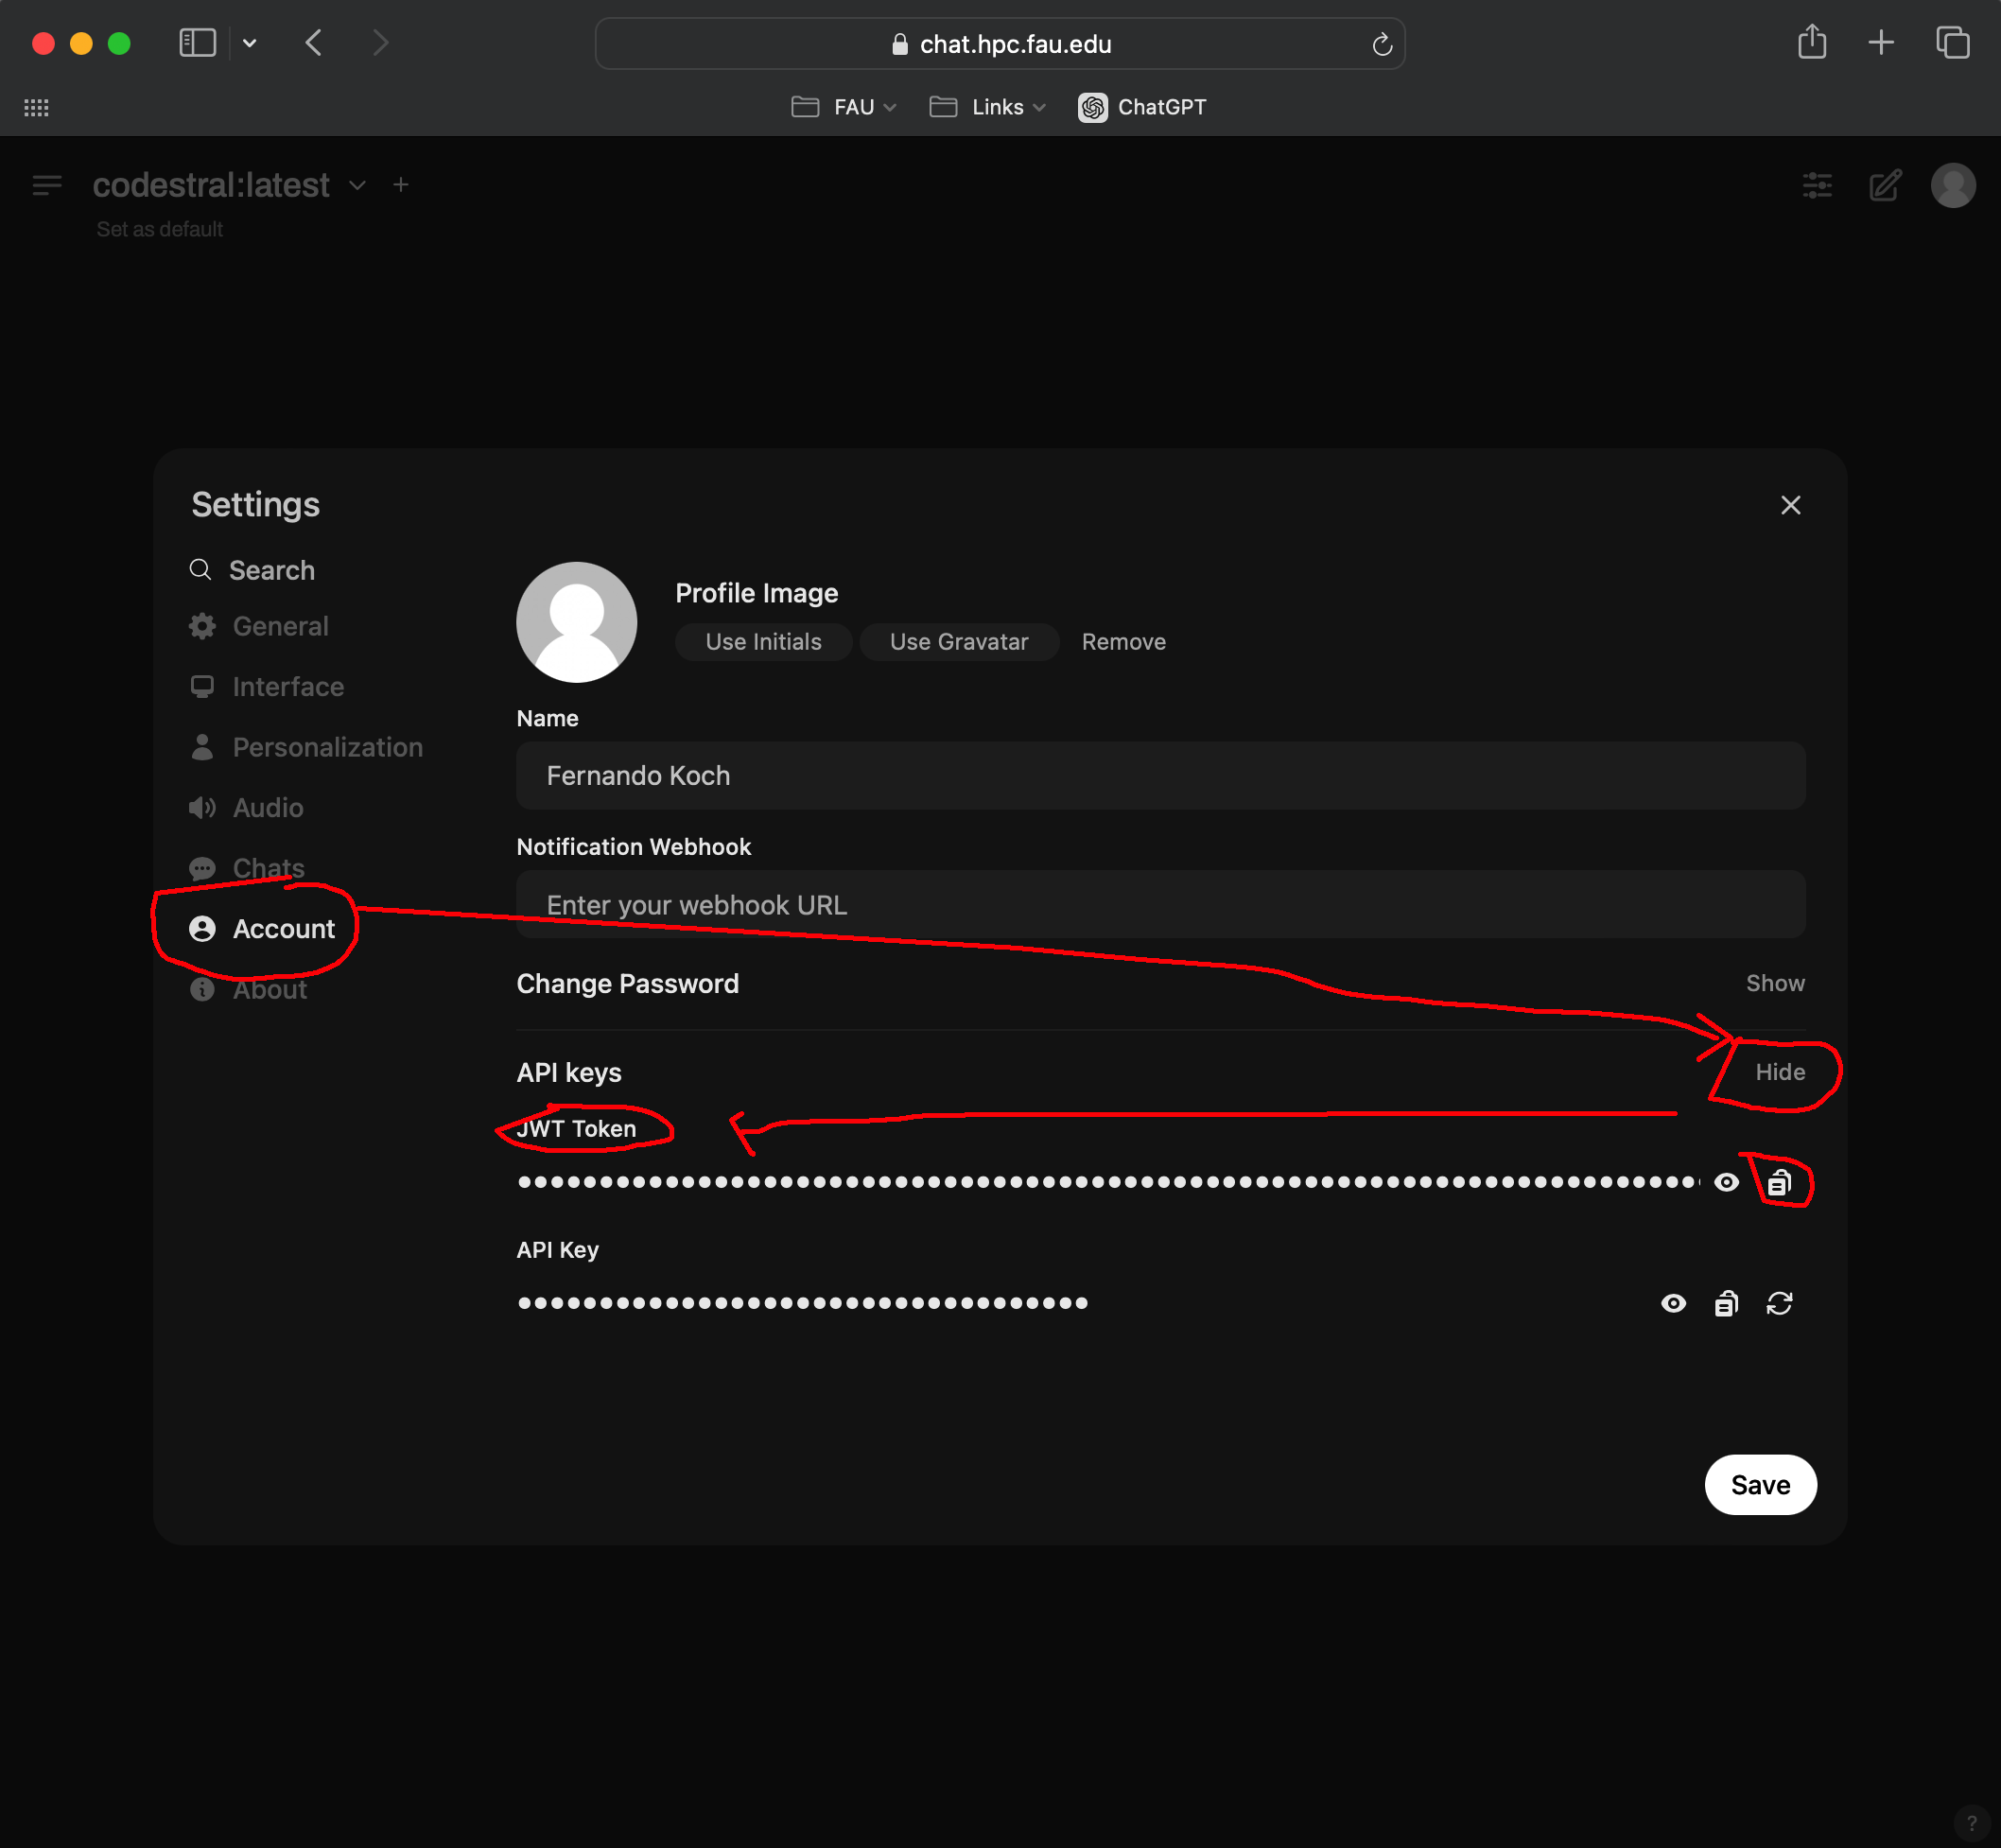 chat.hpc.fau.edu
FAU Links ChatGPT
codestral:latest
Set as default
Settings
Search
General
Interface
Personalization
Audio
Chats
Account
About
Profile Image
Use Initials Use Gravatar Remove
Name
Fernando Koch
Notification Webhook
Enter your webhook URL
Change Password Show
API keys Hide
JWT Token
API Key
Save
?